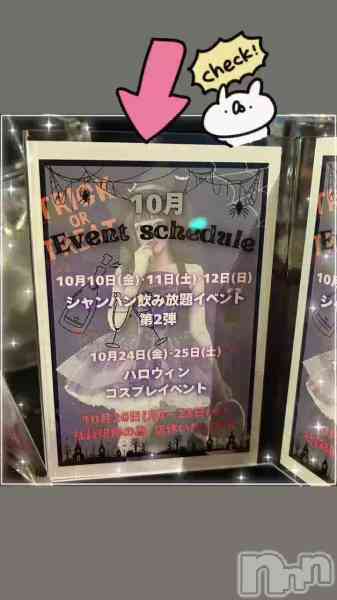 check!
TRICK
OR
TREAT
10月
Event schedule
10月10日(金)·11日(土)·12日(日)
シャンパン飲み放題イベント
第2弾
10月24日(金)·25日(土)
ハロウィン
コスプレイベント
nnn